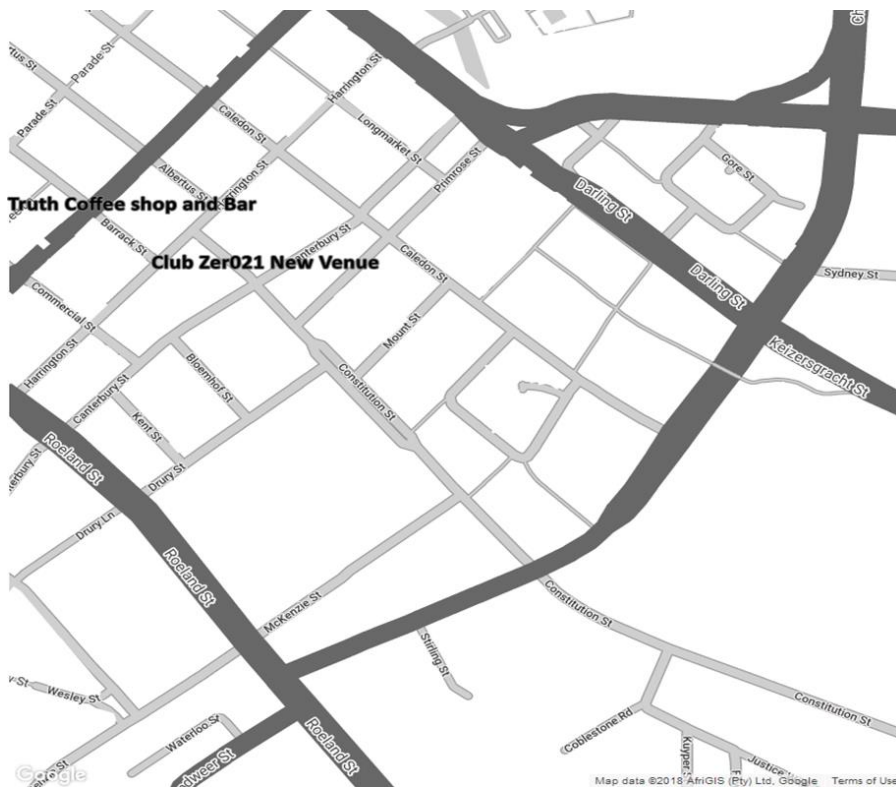 Parade St
Harrington St
Parade St
Caledon St
Longmarket St
Albertus St
Harrington St
Primrose St
Gore St
Darling St
Truth Coffee shop and Bar
Barrack St
Canterbury St
Caledon St
Club Zer021 New Venue
Darling St
Sydney St
Commercial St
Mount St
Keizersgracht St
Harrington St
Bloemhof St
Constitution St
Canterbury St
Kent St
Roeland St
Drury St
Drury Ln
Roeland St
McKenzie St
Constitution St
Stirling St
Wesley St
Constitution St
Roeland St
Waterloo St
Coblestone Rd
Kuyper S
Justice
Google
Map data ©2018 AfriGIS (Pty) Ltd, Google Terms of Use